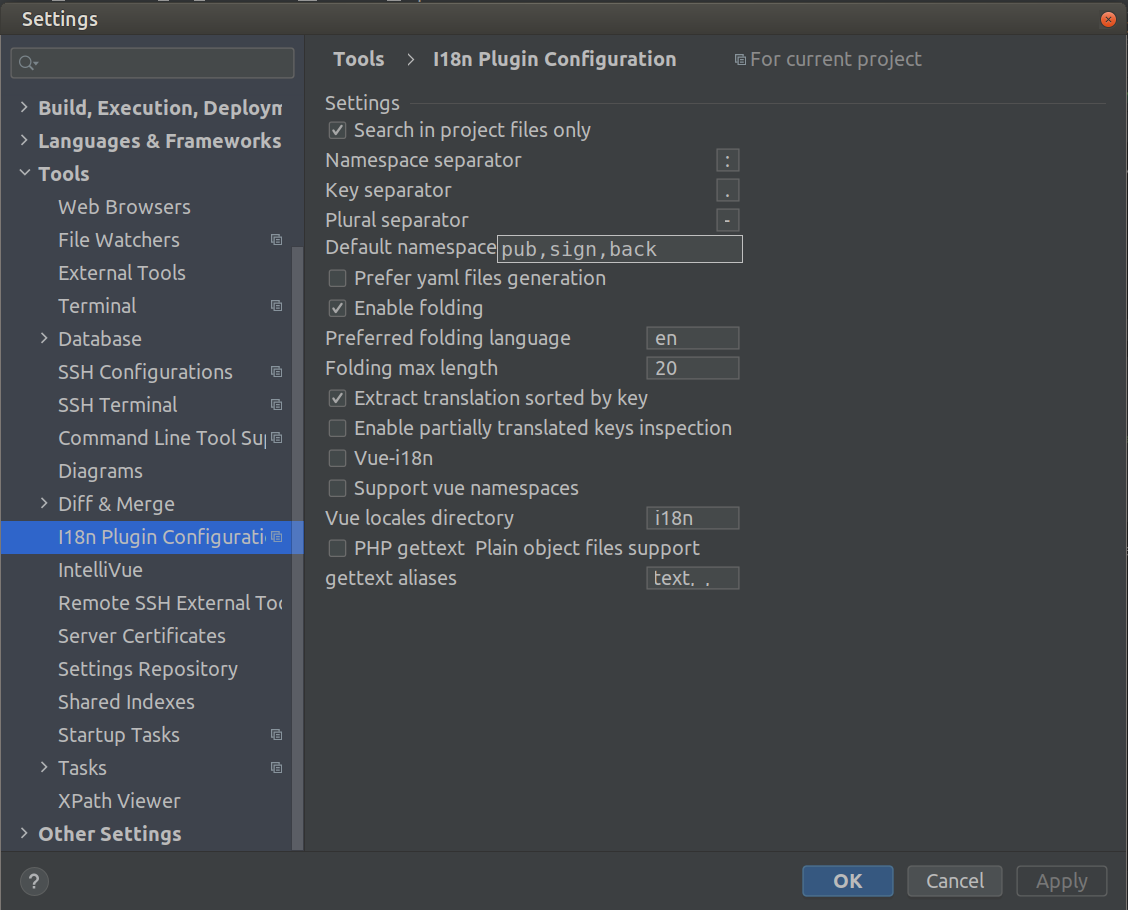 Settings
Tools > I18n Plugin Configuration For current project
Build, Execution, Deploym
Languages & Frameworks
Tools
Web Browsers
File Watchers
External Tools
Terminal
Database
SSH Configurations
SSH Terminal
Command Line Tool Sup
Diagrams
Diff & Merge
I18n Plugin Configurati
IntelliVue
Remote SSH External Too
Server Certificates
Settings Repository
Shared Indexes
Startup Tasks
Tasks
XPath Viewer
Other Settings
Settings
Search in project files only
Namespace separator :
Key separator .
Plural separator -
Default namespace pub,sign,back
Prefer yaml files generation
Enable folding
Preferred folding language en
Folding max length 20
Extract translation sorted by key
Enable partially translated keys inspection
Vue-i18n
Support vue namespaces
Vue locales directory i18n
PHP gettext Plain object files support
gettext aliases text, ,
? OK Cancel Apply